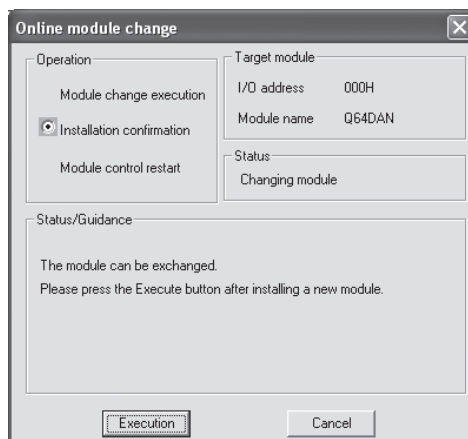 Online module change
Operation
Module change execution
Installation confirmation
Module control restart
Target module
I/O address 000H
Module name Q64DAN
Status
Changing module
Status/Guidance
The module can be exchanged.
Please press the Execute button after installing a new module.
Execution
Cancel